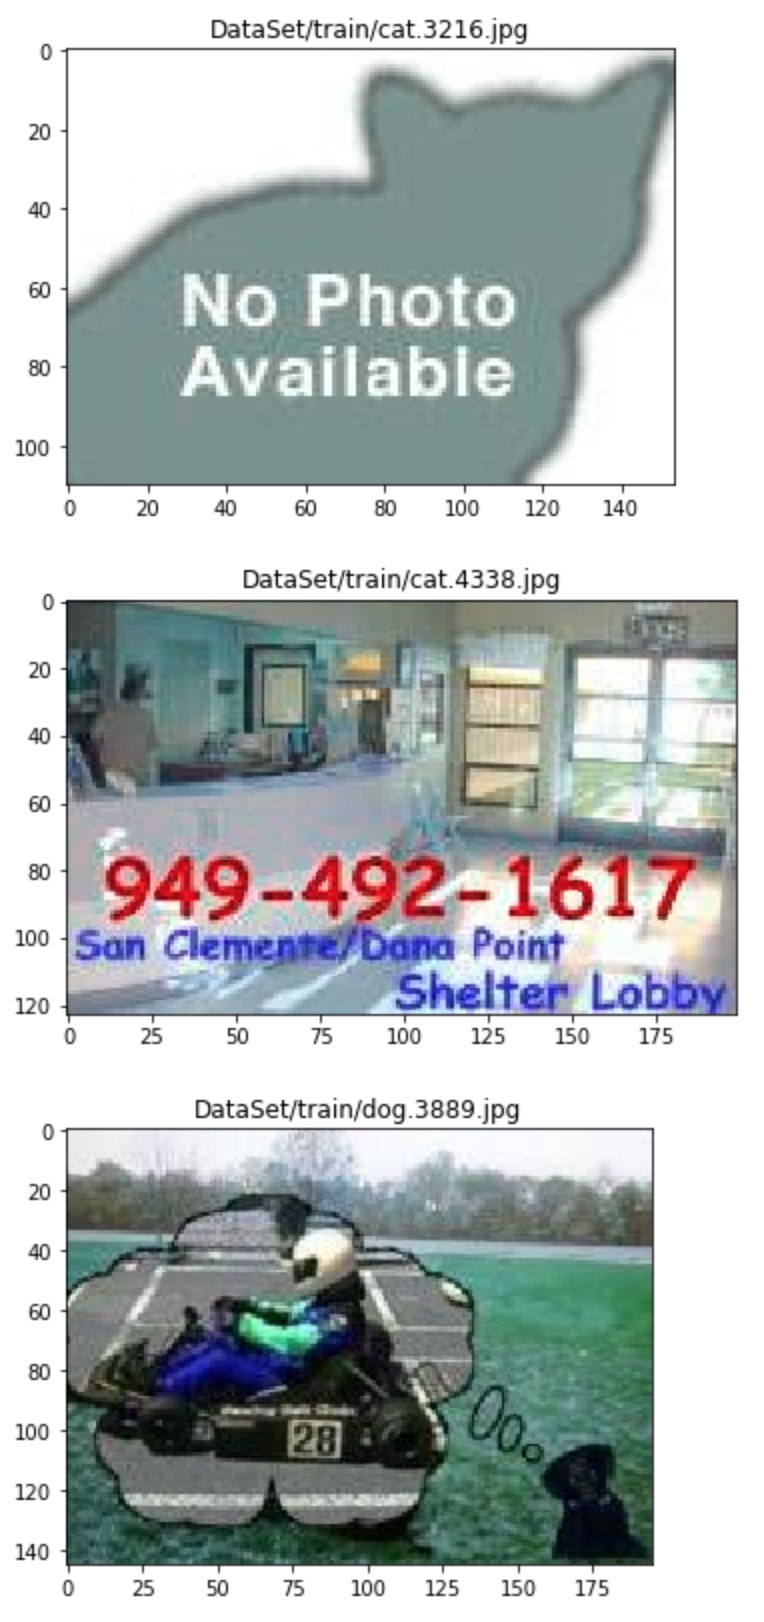 DataSet/train/cat.3216.jpg
0
20
40
60
80
100
No Photo
Available
0 20 40 60 80 100 120 140
DataSet/train/cat.4338.jpg
0
20
40
60
80
100
120
949-492-1617
San Clemente/Dana Point
Shelter Lobby
0 25 50 75 100 125 150 175
DataSet/train/dog.3889.jpg
0
20
40
60
80
100
120
140
28
0 25 50 75 100 125 150 175